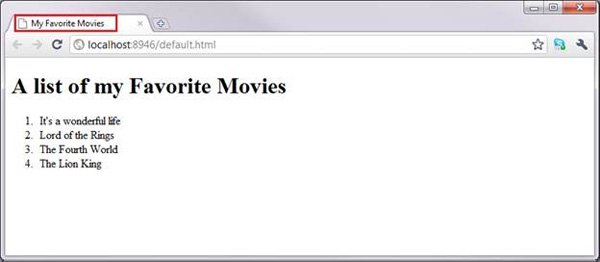 My Favorite Movies
localhost:8946/default.html
A list of my Favorite Movies
1. It's a wonderful life
2. Lord of the Rings
3. The Fourth World
4. The Lion King